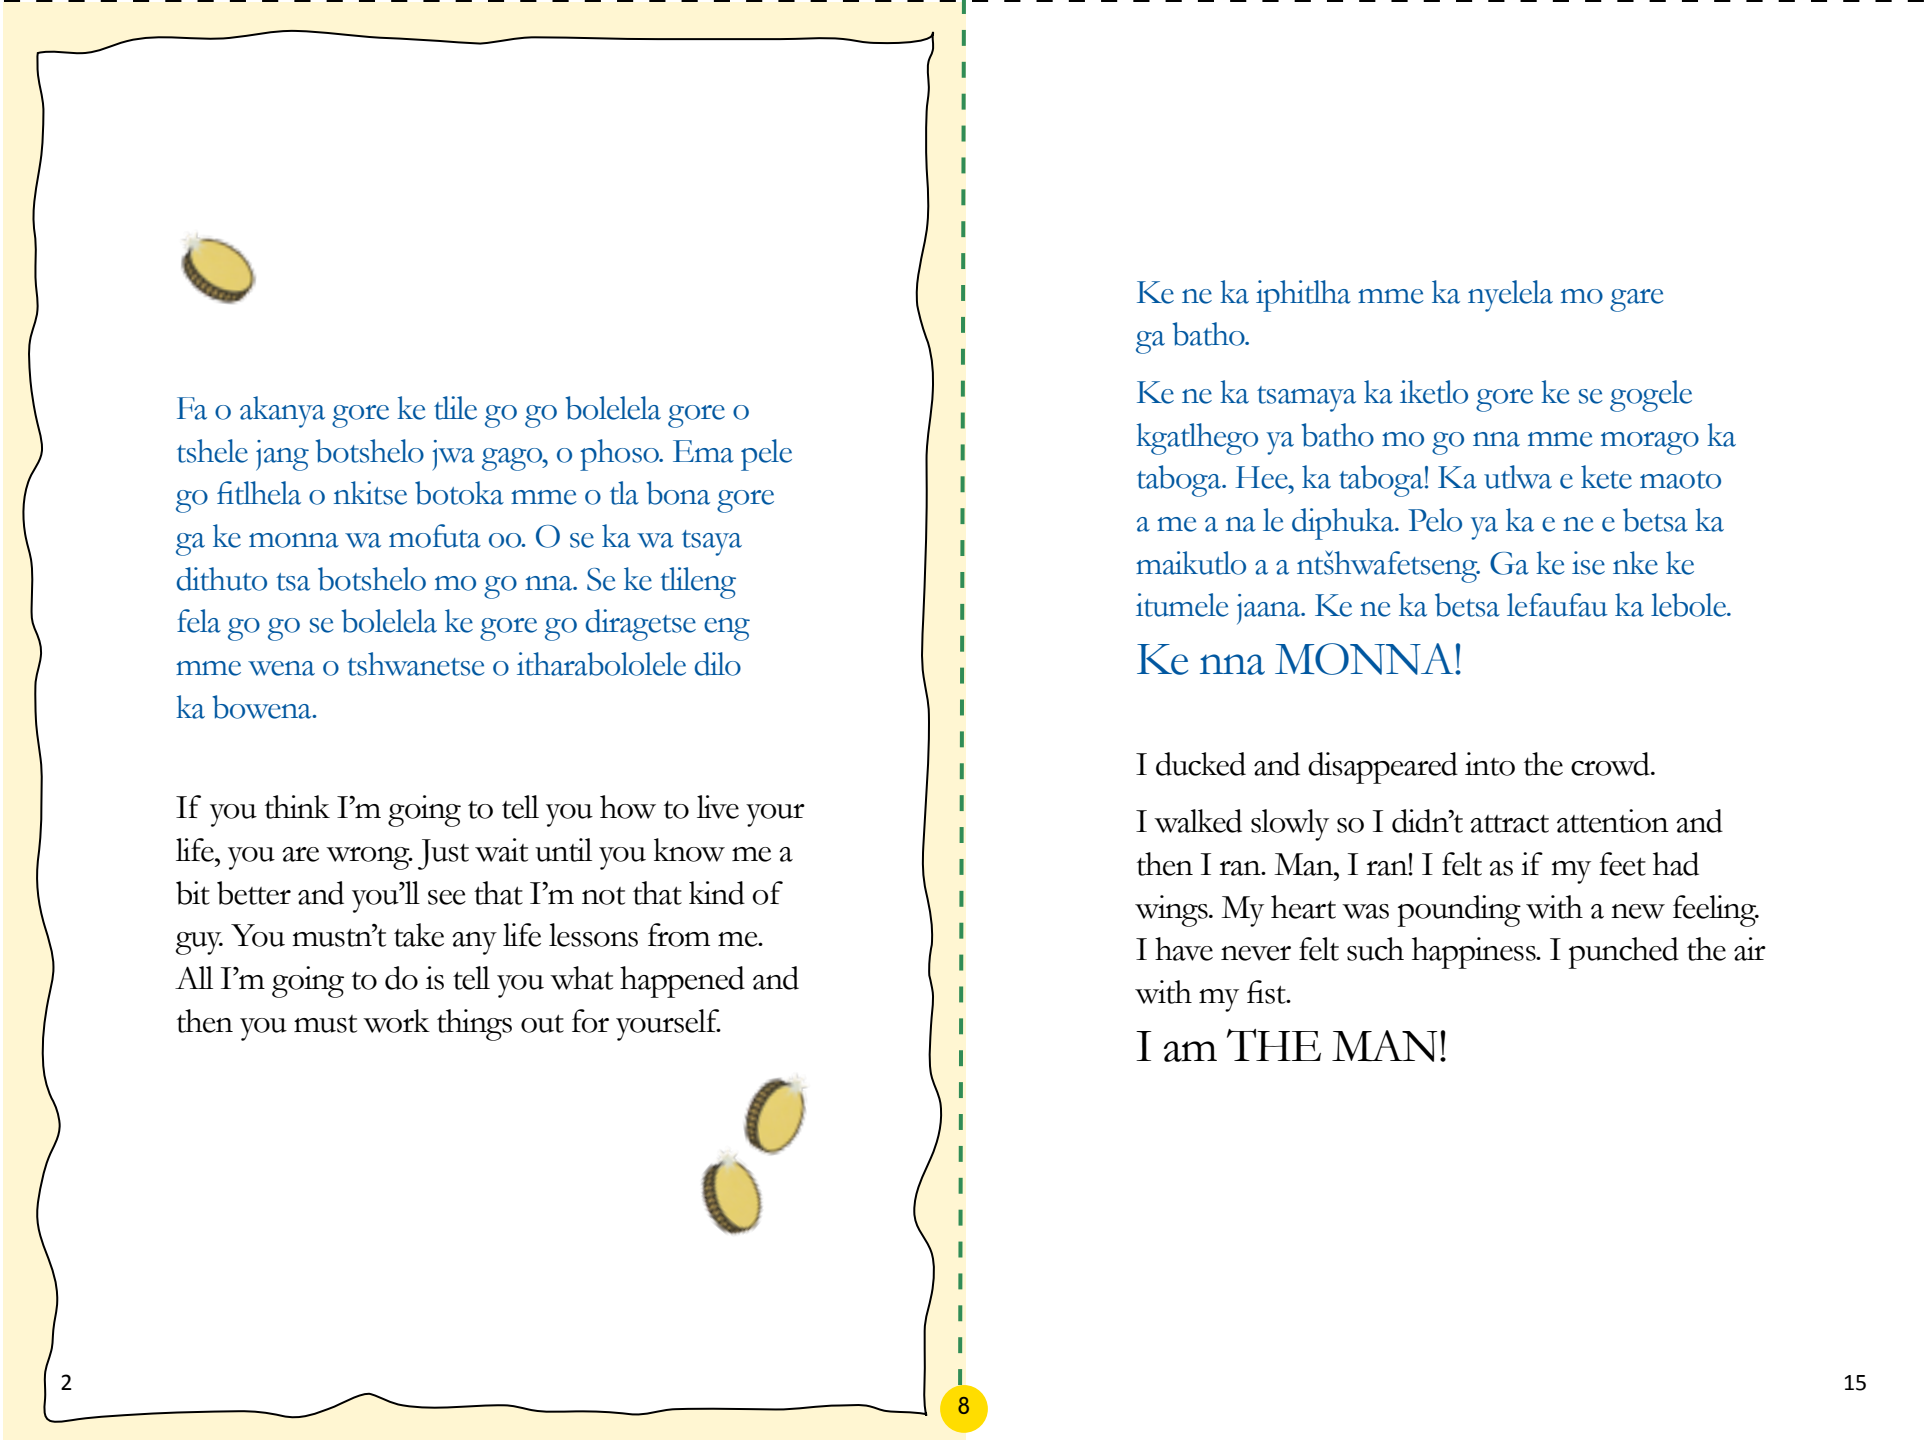 Fa o akanya gore ke tlile go go bolelela gore o
tshele jang botshelo jwa gago, o phoso. Ema pele
go fitlhela o nkitse botoka mme o tla bona gore
ga ke monna wa mofuta oo. O se ka wa tsaya
dithuto tsa botshelo mo go nna. Se ke tlileng
fela go go se bolelela ke gore go diragetse eng
mme wena o tshwanetse o itharabololele dilo
ka bowena.
If you think I’m going to tell you how to live your
life, you are wrong. Just wait until you know me a
bit better and you’ll see that I’m not that kind of
guy. You mustn’t take any life lessons from me.
All I’m going to do is tell you what happened and
then you must work things out for yourself.
2
8
Ke ne ka iphitlha mme ka nyelela mo gare
ga batho.
Ke ne ka tsamaya ka iketlo gore ke se gogele
kgatlhego ya batho mo go nna mme morago ka
taboga. Hee, ka taboga! Ka utlwa e kete maoto
a me a na le diphuka. Pelo ya ka e ne e betsa ka
maikutlo a a ntšhwafetseng. Ga ke ise nke ke
itumele jaana. Ke ne ka betsa lefaufau ka lebole.
Ke nna MONNA!
I ducked and disappeared into the crowd.
I walked slowly so I didn’t attract attention and
then I ran. Man, I ran! I felt as if my feet had
wings. My heart was pounding with a new feeling.
I have never felt such happiness. I punched the air
with my fist.
I am THE MAN!
15